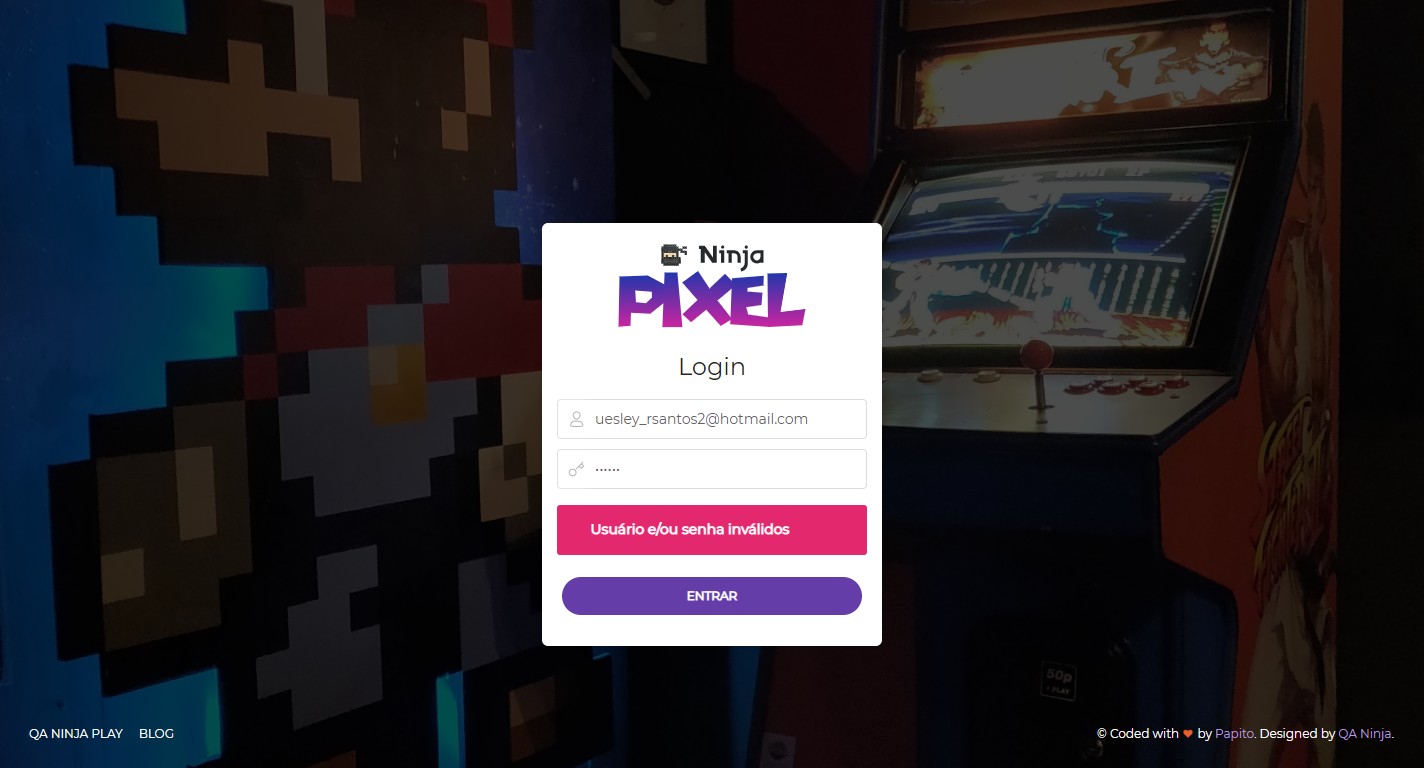 Ninja
PIXEL
Login
uesley_rsantos2@hotmail.com
······
Usuário e/ou senha inválidos
ENTRAR
50p
PLAY
QA NINJA PLAY BLOG
© Coded with ❤ by Papito. Designed by QA Ninja.